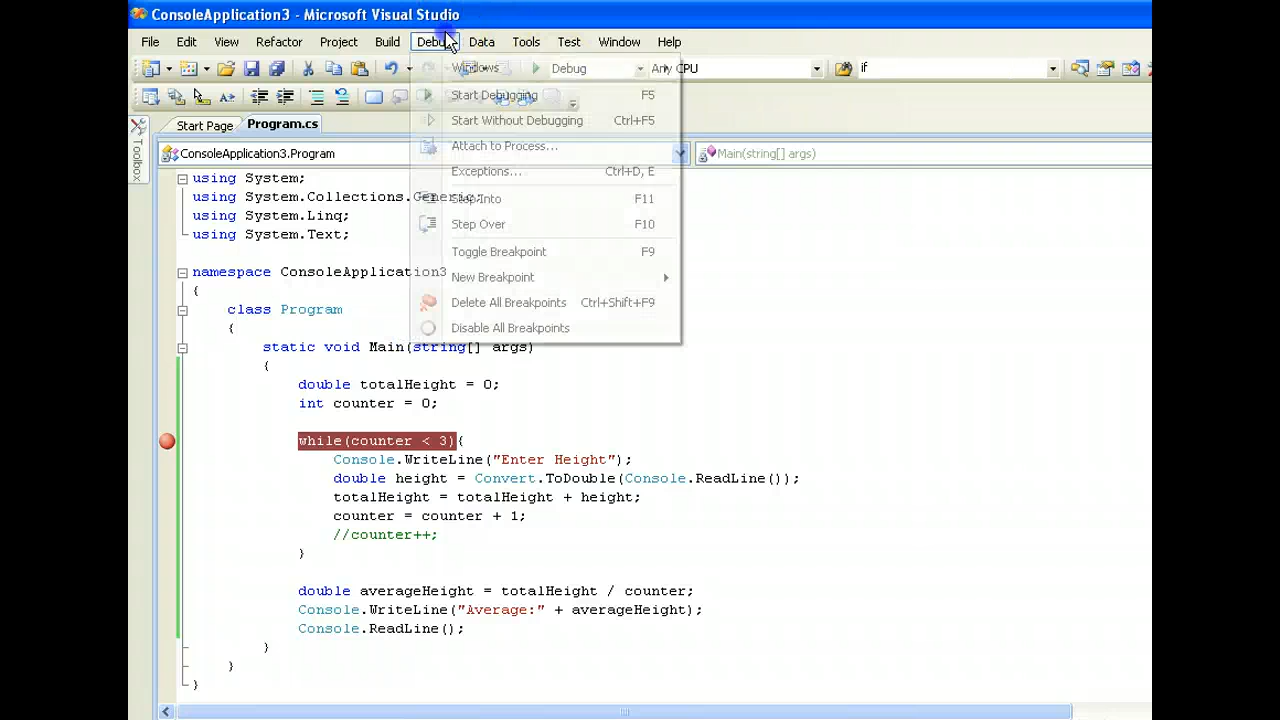 ConsoleApplication3 - Microsoft Visual Studio
File Edit View Refactor Project Build Debug Data Tools Test Window Help
Windows Debug Any CPU if
Start Debugging F5
Start Without Debugging Ctrl+F5
Attach to Process...
Exceptions... Ctrl+D, E
Step Into F11
Step Over F10
Toggle Breakpoint F9
New Breakpoint
Delete All Breakpoints Ctrl+Shift+F9
Disable All Breakpoints
Start Page Program.cs
Toolbox
ConsoleApplication3.Program Main(string[] args)
using System;
using System.Collections.Generic;
using System.Linq;
using System.Text;
namespace ConsoleApplication3
{
class Program
{
static void Main(string[] args)
{
double totalHeight = 0;
int counter = 0;
while(counter < 3){
Console.WriteLine("Enter Height");
double height = Convert.ToDouble(Console.ReadLine());
totalHeight = totalHeight + height;
counter = counter + 1;
//counter++;
}
double averageHeight = totalHeight / counter;
Console.WriteLine("Average:" + averageHeight);
Console.ReadLine();
}
}
}